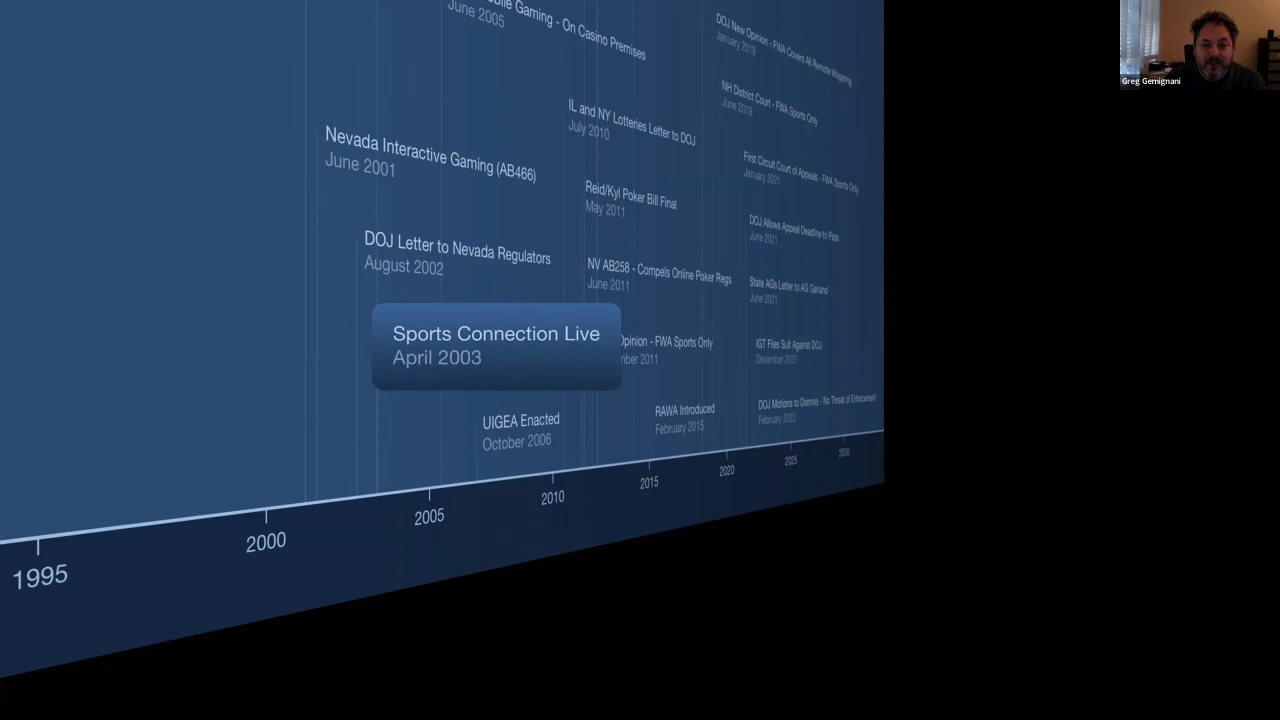 Gaming - On Casino Premises
June 2005
Nevada Interactive Gaming (AB466)
June 2001
DOJ Letter to Nevada Regulators
August 2002
Sports Connection Live
April 2003
UIGEA Enacted
October 2006
IL and NY Lotteries Letter to DOJ
July 2010
Reid/Kyl Poker Bill Final
May 2011
NV AB258 - Compels Online Poker Regs
June 2011
Opinion - FWA Sports Only
2011
RAWA Introduced
February 2015
DOJ New Opinion - FWA Covers All Remote Wagering
January 2019
NH District Court - FWA Sports Only
June 2019
First Circuit Court of Appeals - FWA Sports Only
January 2021
DOJ Allows Appeal Deadline to Pass
June 2021
State AGs Letter to AG Garland
June 2021
IGT Files Suit Against DOJ
December 2021
DOJ Motions to Dismiss - No Threat of Enforcement
February 2022
1995
2000
2005
2010
2015
2020
2025
2030
Greg Gemignani